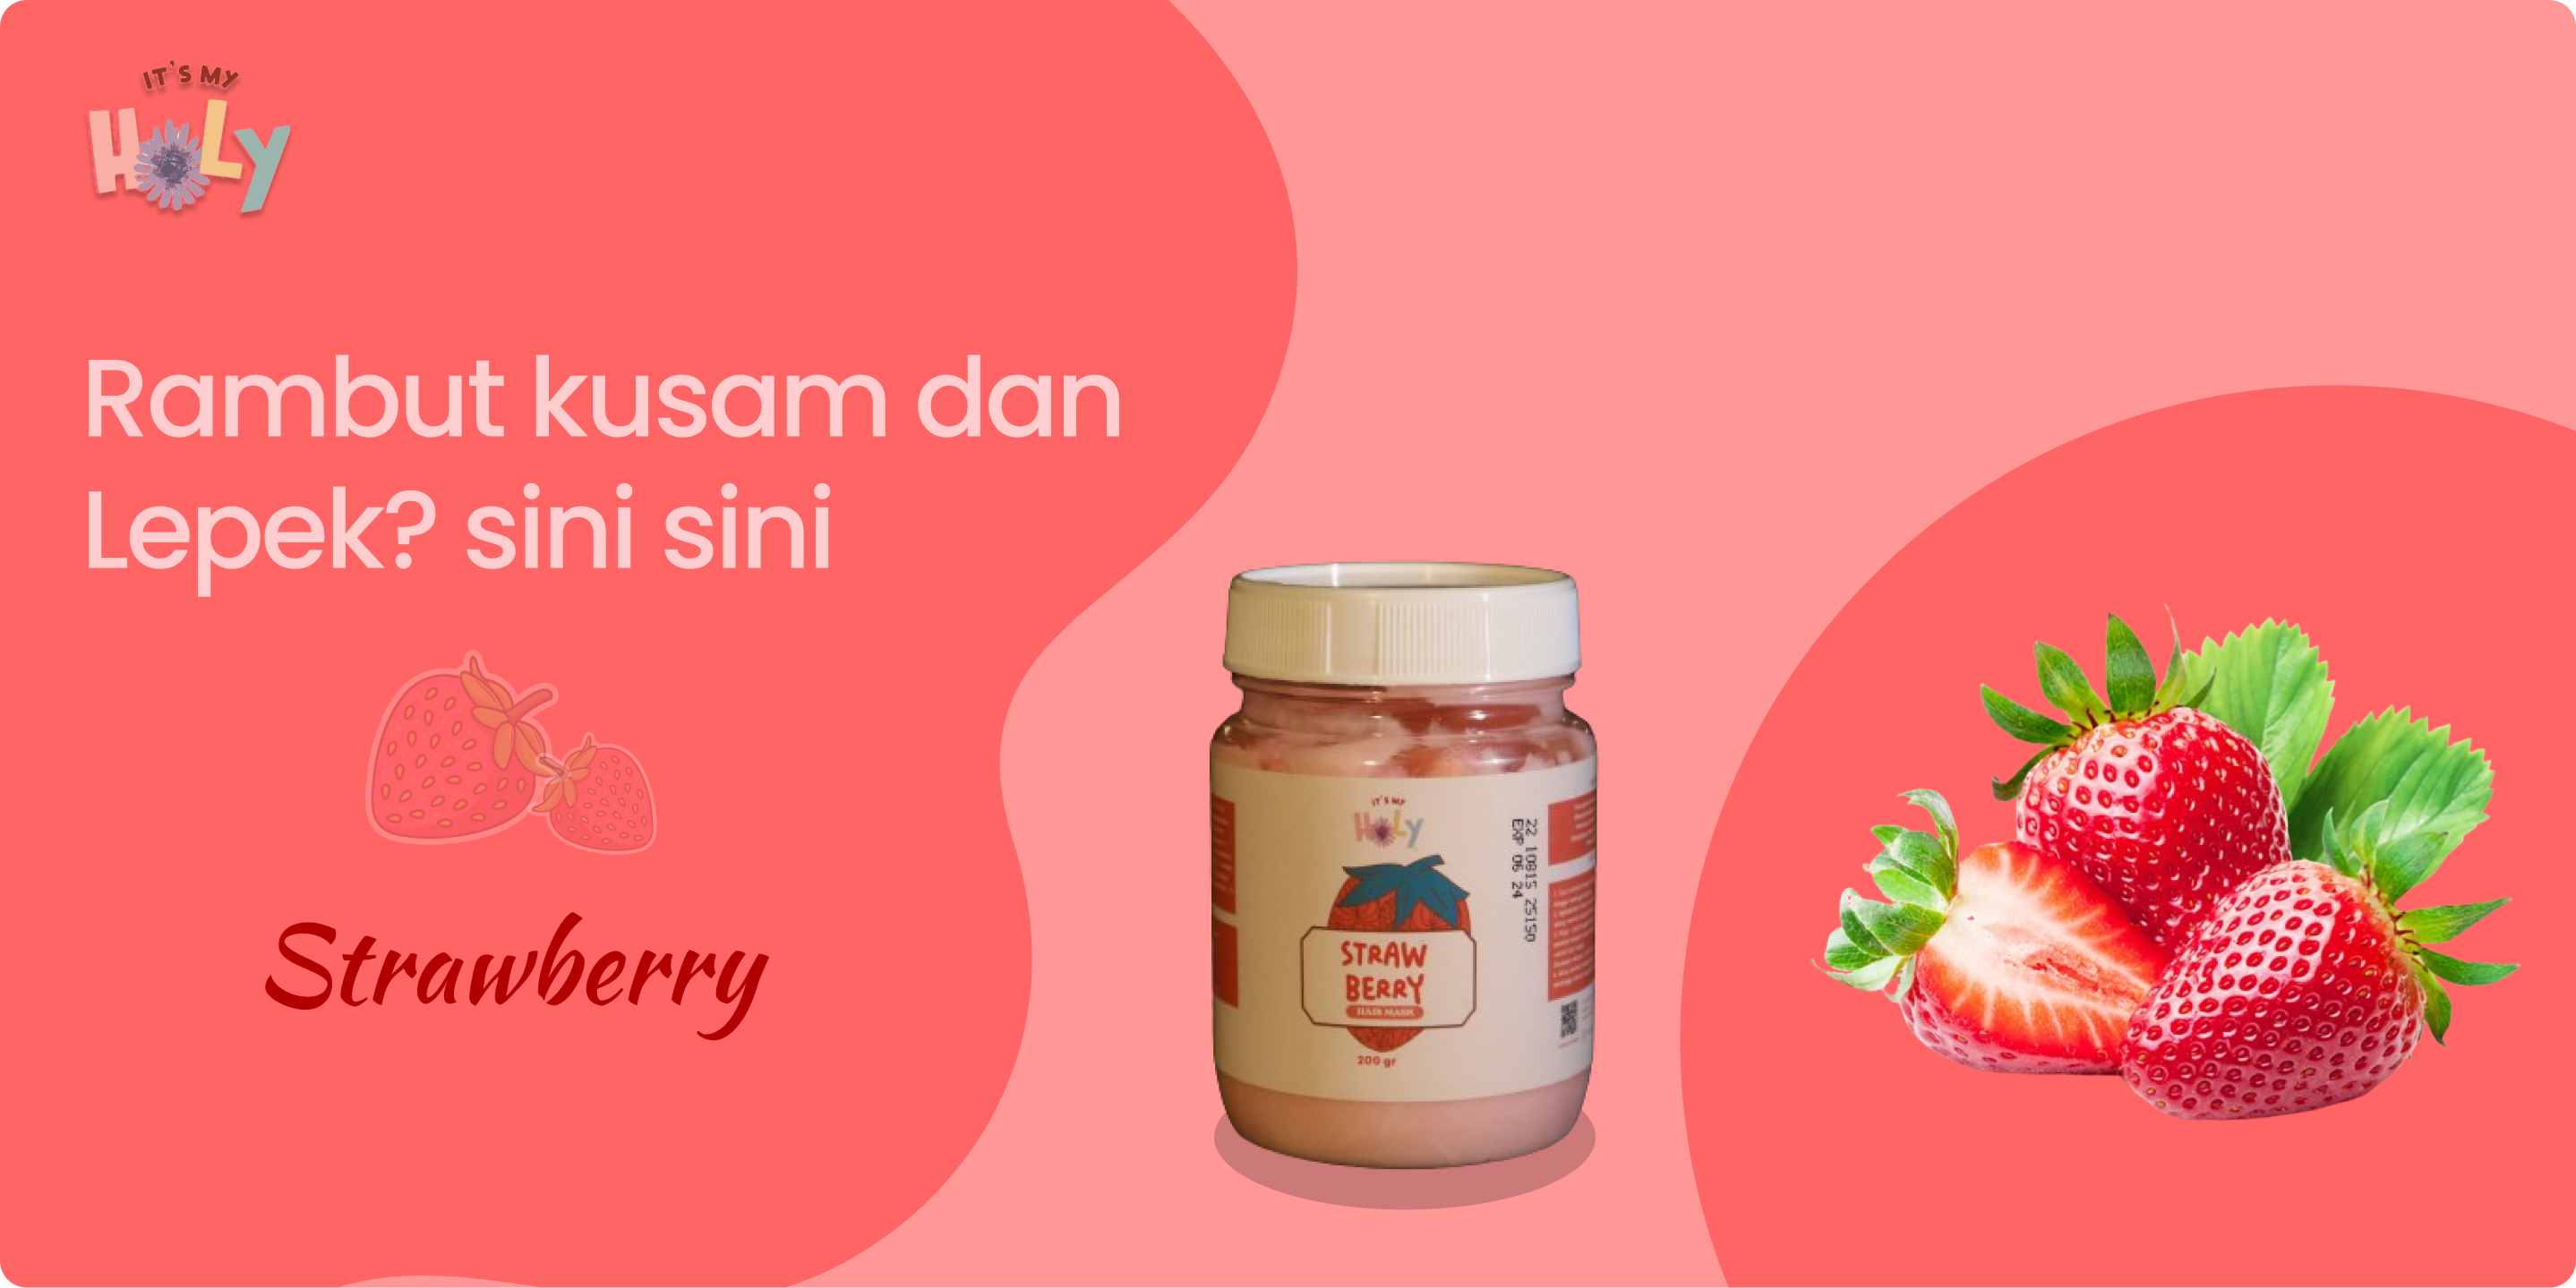 IT'S MY
HOLY
Rambut kusam dan
Lepek? sini sini
Strawberry
IT'S MY
HOLY
22 10815 25150
EXP 06 24
STRAW
BERRY
HAIR MASK
200 gr